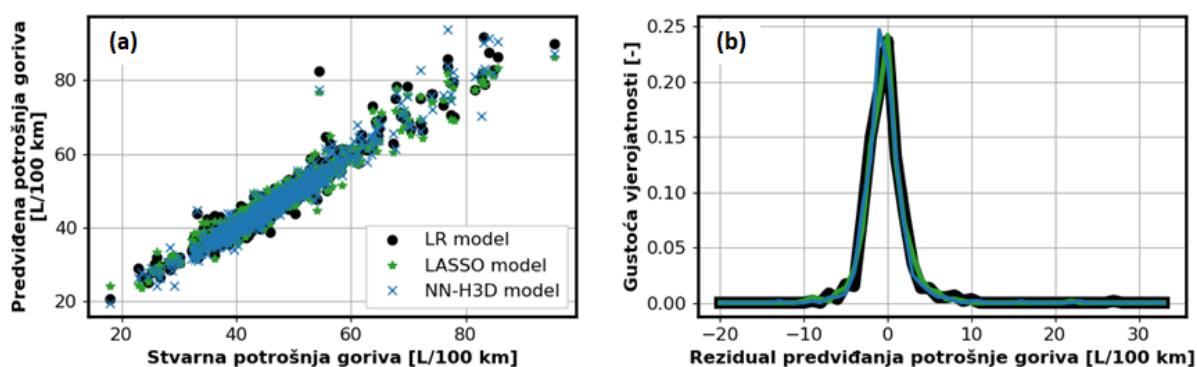 (a)
Predviđena potrošnja goriva
[L/100 km]
80
60
40
20
LR model
LASSO model
NN-H3D model
20
40
60
80
Stvarna potrošnja goriva [L/100 km]
(b)
Gustoća vjerojatnosti [-]
0.25
0.20
0.15
0.10
0.05
0.00
−20
−10
0
10
20
30
Rezidual predviđanja potrošnje goriva [L/100 km]